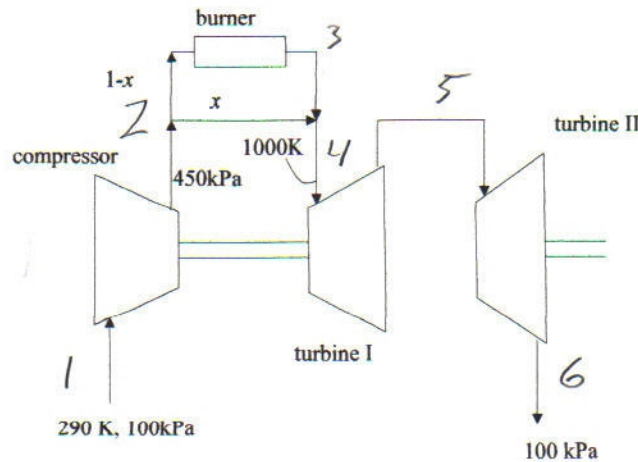 burner
3
1-x
x
2
5
turbine II
compressor
1000K
4
450kPa
turbine I
1
6
290 K, 100kPa
100 kPa